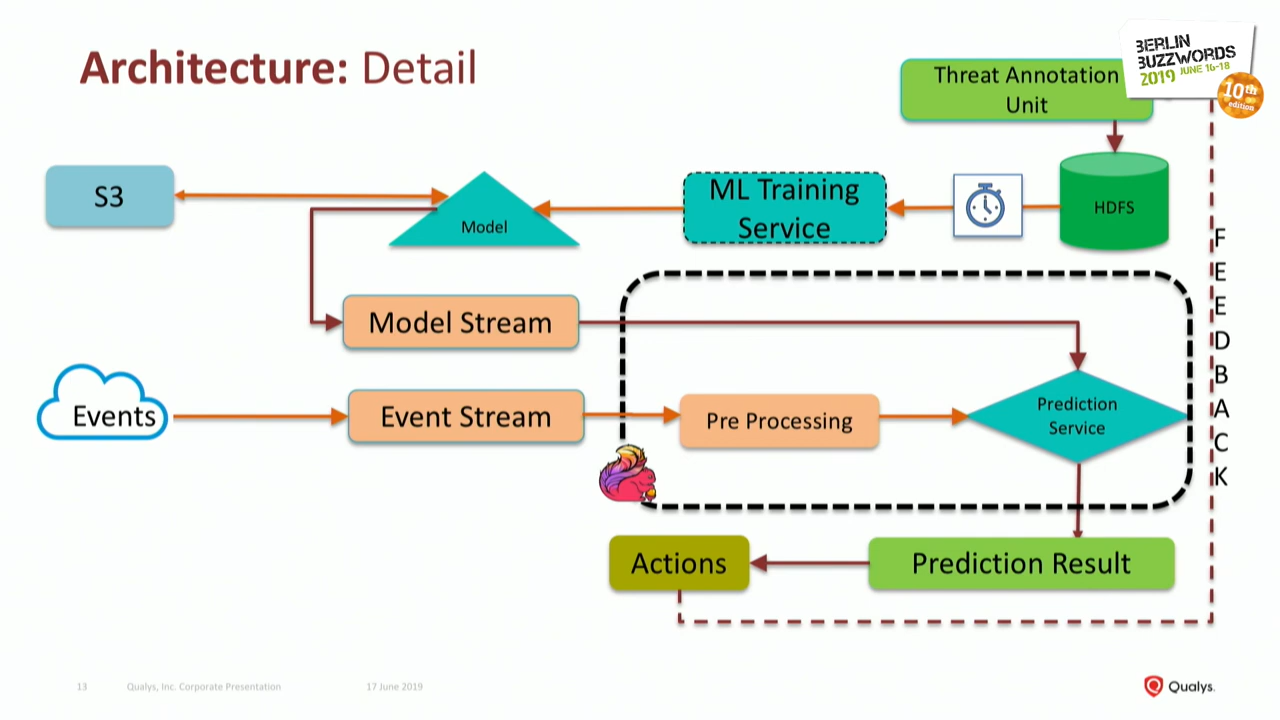 Architecture: Detail
BERLIN
BUZZWORDS
2019 JUNE 16-18
10th
edition
Threat Annotation
Unit
S3
Model
ML Training
Service
HDFS
Model Stream
Events
Event Stream
Pre Processing
Prediction
Service
F
E
E
D
B
A
C
K
Actions
Prediction Result
13
Qualys, Inc. Corporate Presentation
17 June 2019
Qualys.